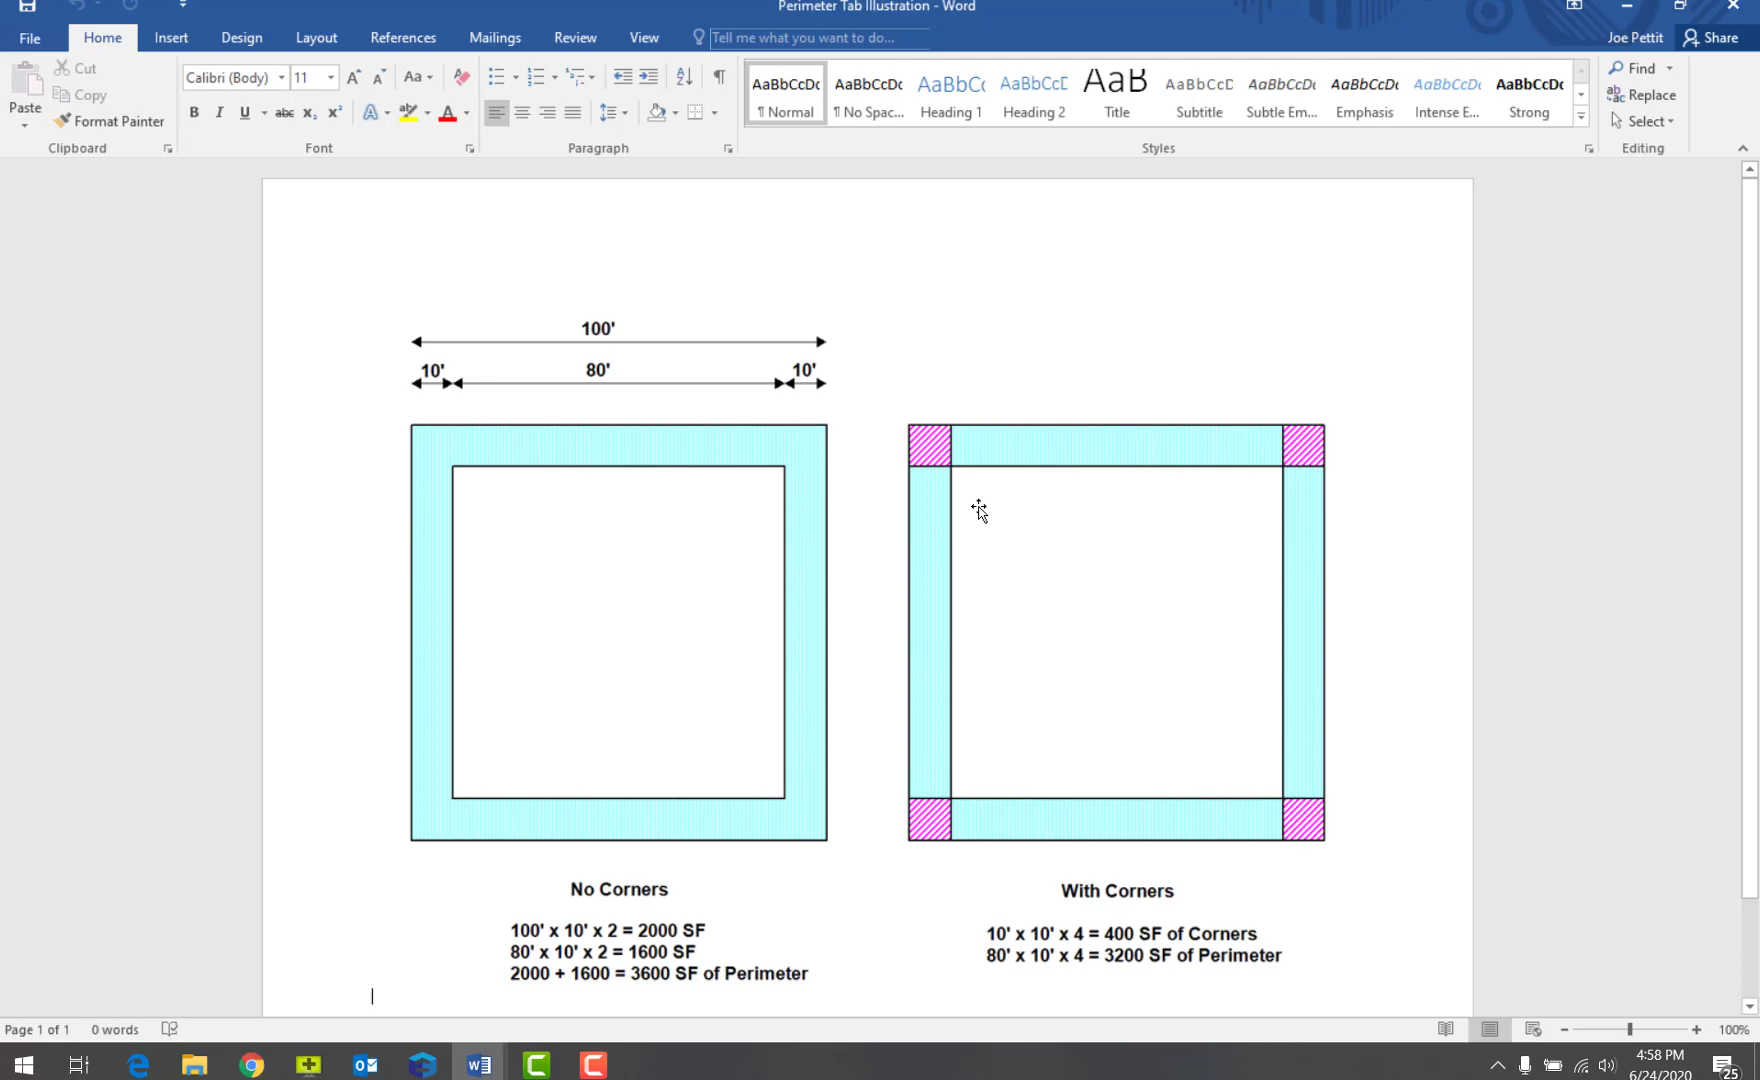 Perimeter Tab Illustration - Word
File Home Insert Design Layout References Mailings Review View Tell me what you want to do... Joe Pettit Share
Paste
Cut
Copy
Format Painter
Clipboard
Calibri (Body) 11
Font
Paragraph
AaBbCcDc AaBbCcDc AaBbCc AaBbCcD AaB AaBbCcD AaBbCcDc AaBbCcDc AaBbCcDc AaBbCcDc
¶ Normal ¶ No Spac... Heading 1 Heading 2 Title Subtitle Subtle Em... Emphasis Intense E... Strong
Styles
Find
Replace
Select
Editing
100'
10' 80' 10'
No Corners
100' x 10' x 2 = 2000 SF
80' x 10' x 2 = 1600 SF
2000 + 1600 = 3600 SF of Perimeter
With Corners
10' x 10' x 4 = 400 SF of Corners
80' x 10' x 4 = 3200 SF of Perimeter
Page 1 of 1 0 words 100%
4:58 PM
6/24/2020
25